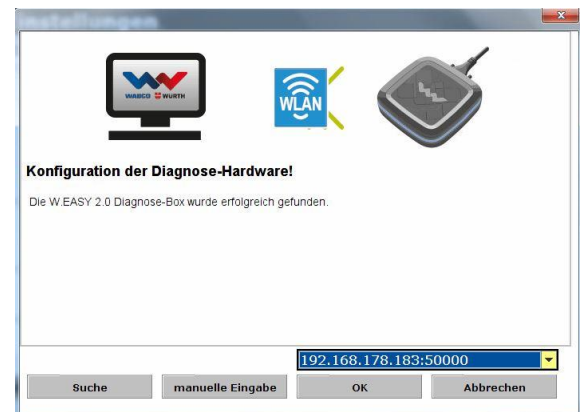 Einstellungen
WABCO WÜRTH
WLAN
Konfiguration der Diagnose-Hardware!
Die W.EASY 2.0 Diagnose-Box wurde erfolgreich gefunden.
192.168.178.183:50000
Suche manuelle Eingabe OK Abbrechen